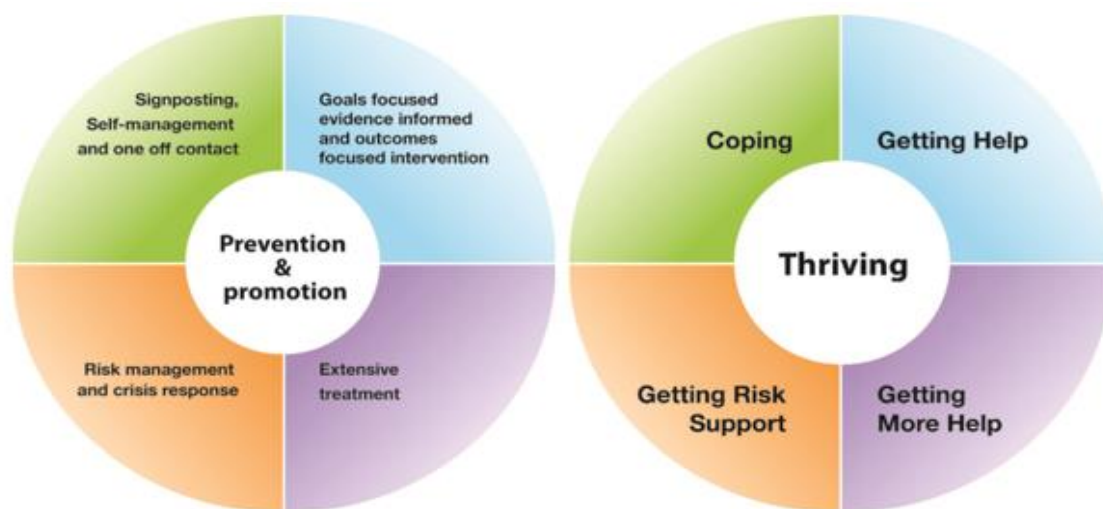 Signposting,
Self-management
and one off contact
Goals focused
evidence informed
and outcomes
focused intervention
Prevention
&
promotion
Risk management
and crisis response
Extensive
treatment
Coping
Getting Help
Thriving
Getting Risk
Support
Getting
More Help